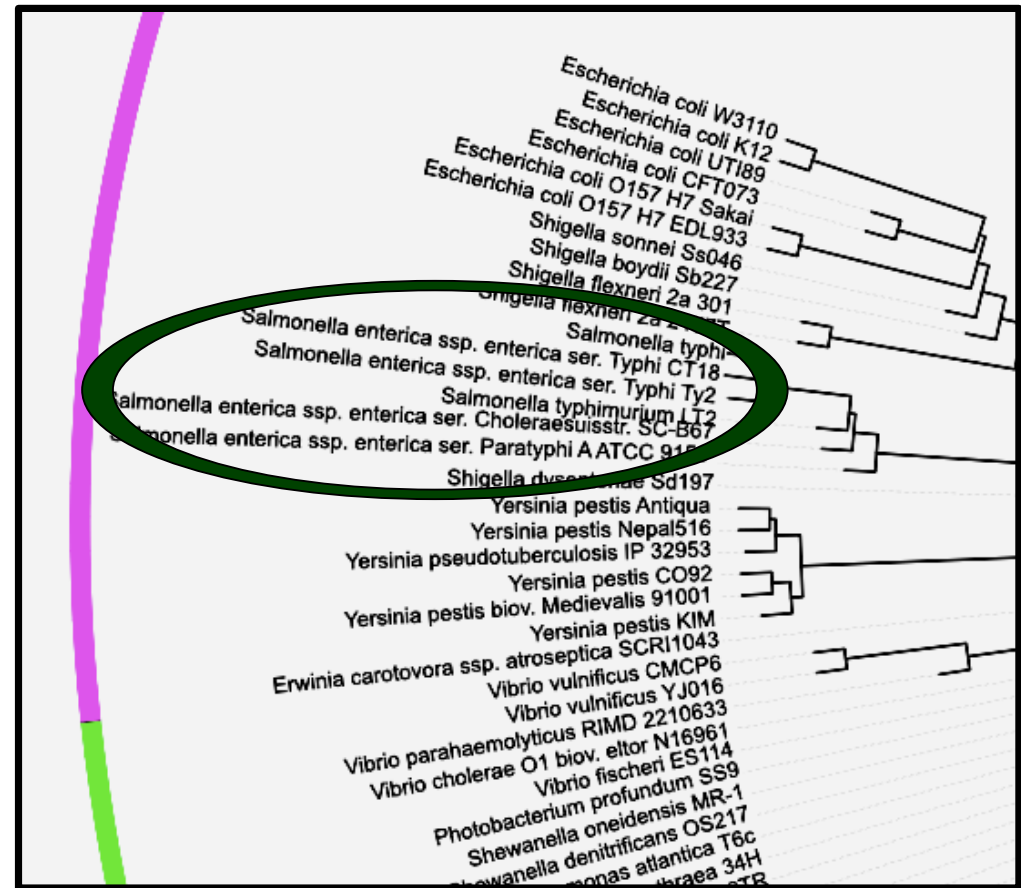 Escherichia coli W3110
Escherichia coli K12
Escherichia coli UTI89
Escherichia coli CFT073
Escherichia coli O157 H7 Sakai
Escherichia coli O157 H7 EDL933
Shigella sonnei Ss046
Shigella boydii Sb227
Shigella flexneri 2a 301
Shigella flexneri 2a
Salmonella typhi
Salmonella enterica ssp. enterica ser. Typhi CT18
Salmonella enterica ssp. enterica ser. Typhi Ty2
Salmonella typhimurium LT2
Salmonella enterica ssp. enterica ser. Choleraesuisstr. SC-B67
enterica ssp. enterica ser. Paratyphi A ATCC
Shigella Sd197
Yersinia pestis Antiqua
Yersinia pestis Nepal516
Yersinia pseudotuberculosis IP 32953
Yersinia pestis CO92
Yersinia pestis biov. Medievalis 91001
Yersinia pestis KIM
Erwinia carotovora ssp. atroseptica SCRI1043
Vibrio vulnificus CMCP6
Vibrio vulnificus YJ016
Vibrio parahaemolyticus RIMD 2210633
Vibrio cholerae O1 biov. eltor N16961
Vibrio fischeri ES114
Photobacterium profundum SS9
Shewanella oneidensis MR-1
denitrificans OS217
atlantica T6c
34H